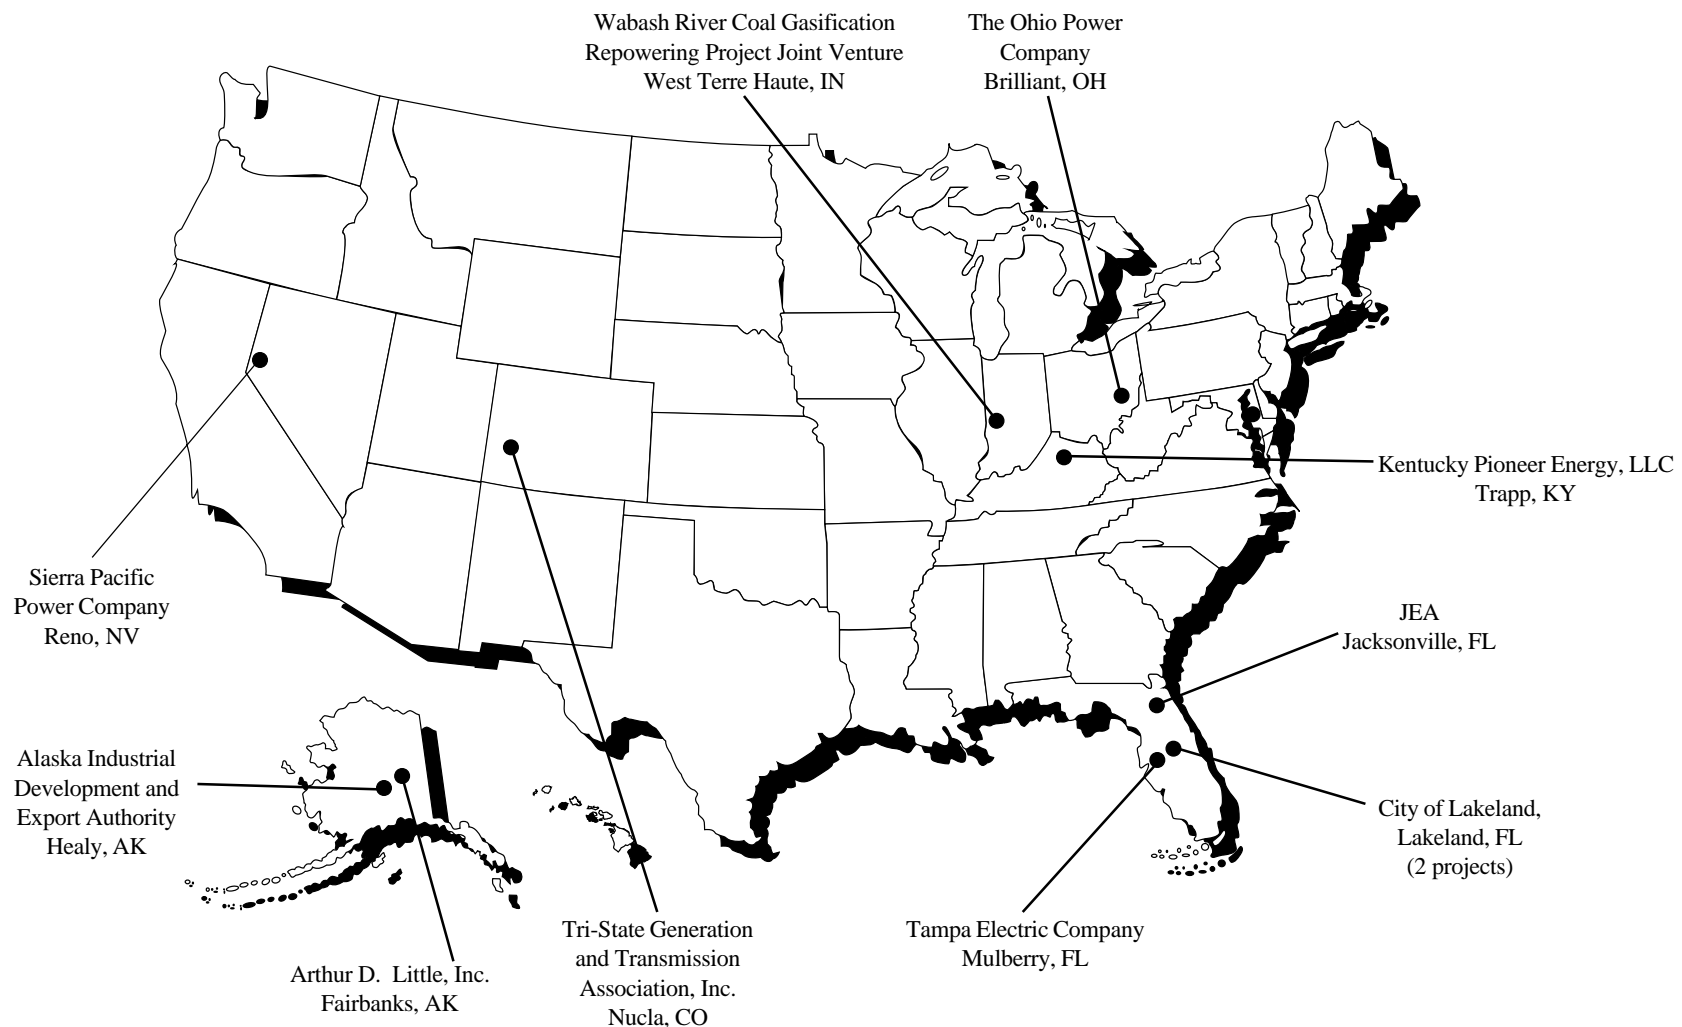 Wabash River Coal Gasification
Repowering Project Joint Venture
West Terre Haute, IN
The Ohio Power
Company
Brilliant, OH
Kentucky Pioneer Energy, LLC
Trapp, KY
Sierra Pacific
Power Company
Reno, NV
JEA
Jacksonville, FL
Alaska Industrial
Development and
Export Authority
Healy, AK
City of Lakeland,
Lakeland, FL
(2 projects)
Tri-State Generation
and Transmission
Association, Inc.
Nucla, CO
Tampa Electric Company
Mulberry, FL
Arthur D.  Little, Inc.
Fairbanks, AK